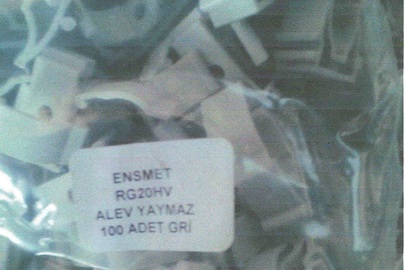 ENSMET
RG20HV
ALEV YAYMAZ
100 ADET GRİ